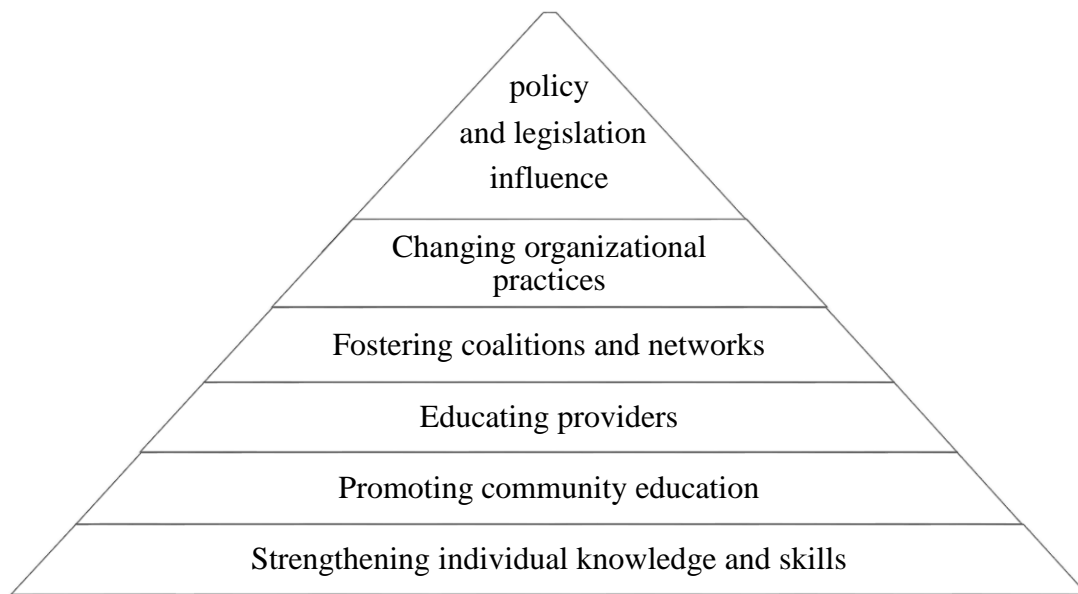 policy
and legislation
influence
Changing organizational
practices
Fostering coalitions and networks
Educating providers
Promoting community education
Strengthening individual knowledge and skills